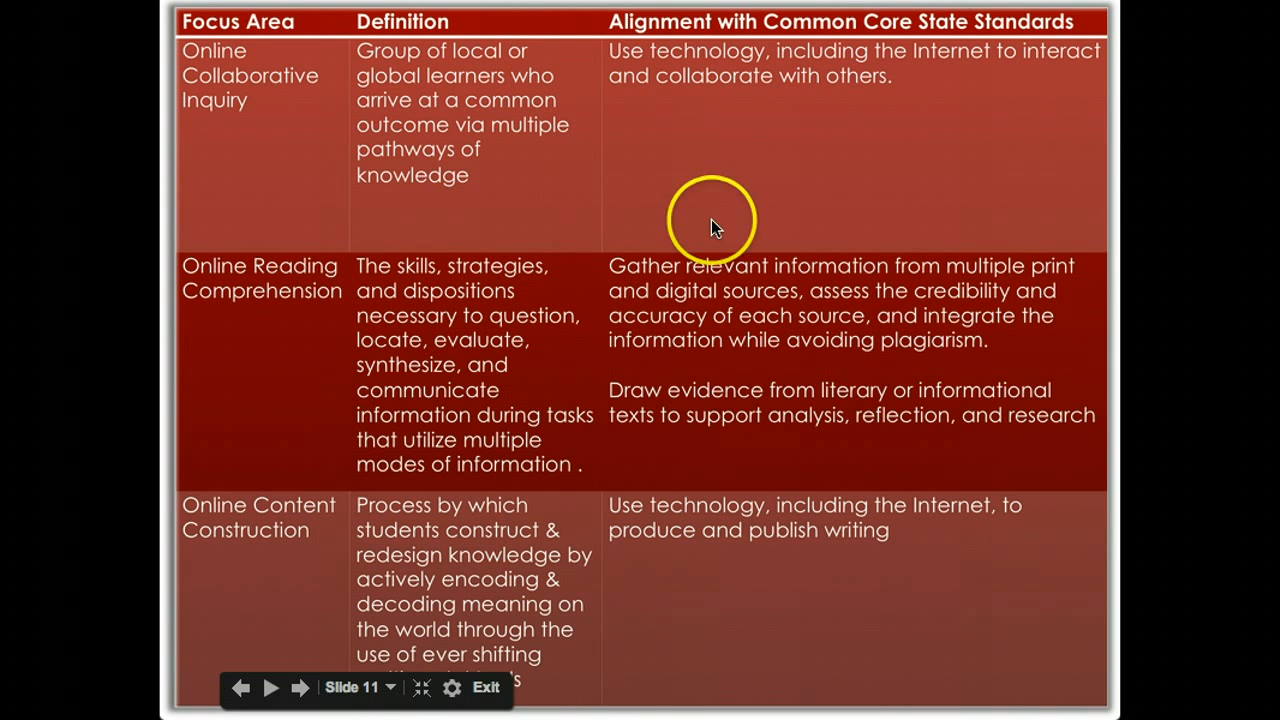 Focus Area
Definition
Alignment with Common Core State Standards
Online
Collaborative
Inquiry
Group of local or
global learners who
arrive at a common
outcome via multiple
pathways of
knowledge
Use technology, including the Internet to interact
and collaborate with others.
Online Reading
Comprehension
The skills, strategies,
and dispositions
necessary to question,
locate, evaluate,
synthesize, and
communicate
information during tasks
that utilize multiple
modes of information .
Gather relevant information from multiple print
and digital sources, assess the credibility and
accuracy of each source, and integrate the
information while avoiding plagiarism.
Draw evidence from literary or informational
texts to support analysis, reflection, and research
Online Content
Construction
Process by which
students construct &
redesign knowledge by
actively encoding &
decoding meaning on
the world through the
use of ever shifting
Use technology, including the Internet, to
produce and publish writing
Slide 11
Exit